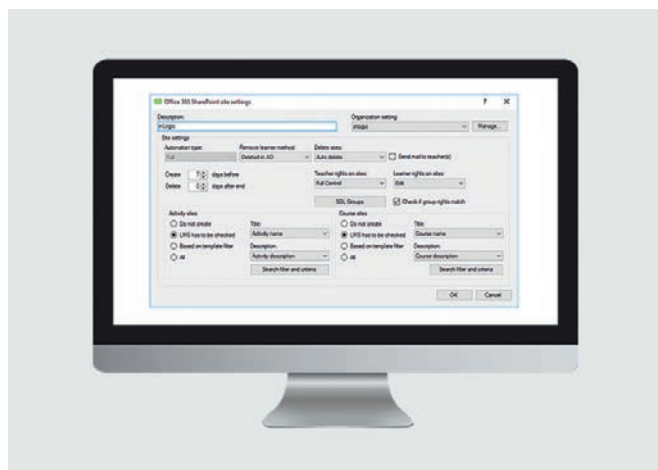 Office 365 SharePoint site settings ? X
Description: Organization setting:
inLogic inlogic Manage...
Site settings
Automation type: Remove learner method: Delete sites:
Full Deleted in AD Auto delete Send mail to teacher(s)
Create 7 days before Teacher rights on sites: Learner rights on sites:
Delete 0 days after end Full Control Edit
SQL Groups Check if group rights match
Activity sites Course sites
Do not create Title: Do not create Title:
LMS has to be checked Activity name LMS has to be checked Course name
Based on template filter Description: Based on template filter Description:
All Activity description All Course description
Search filter and criteria Search filter and criteria
OK Cancel